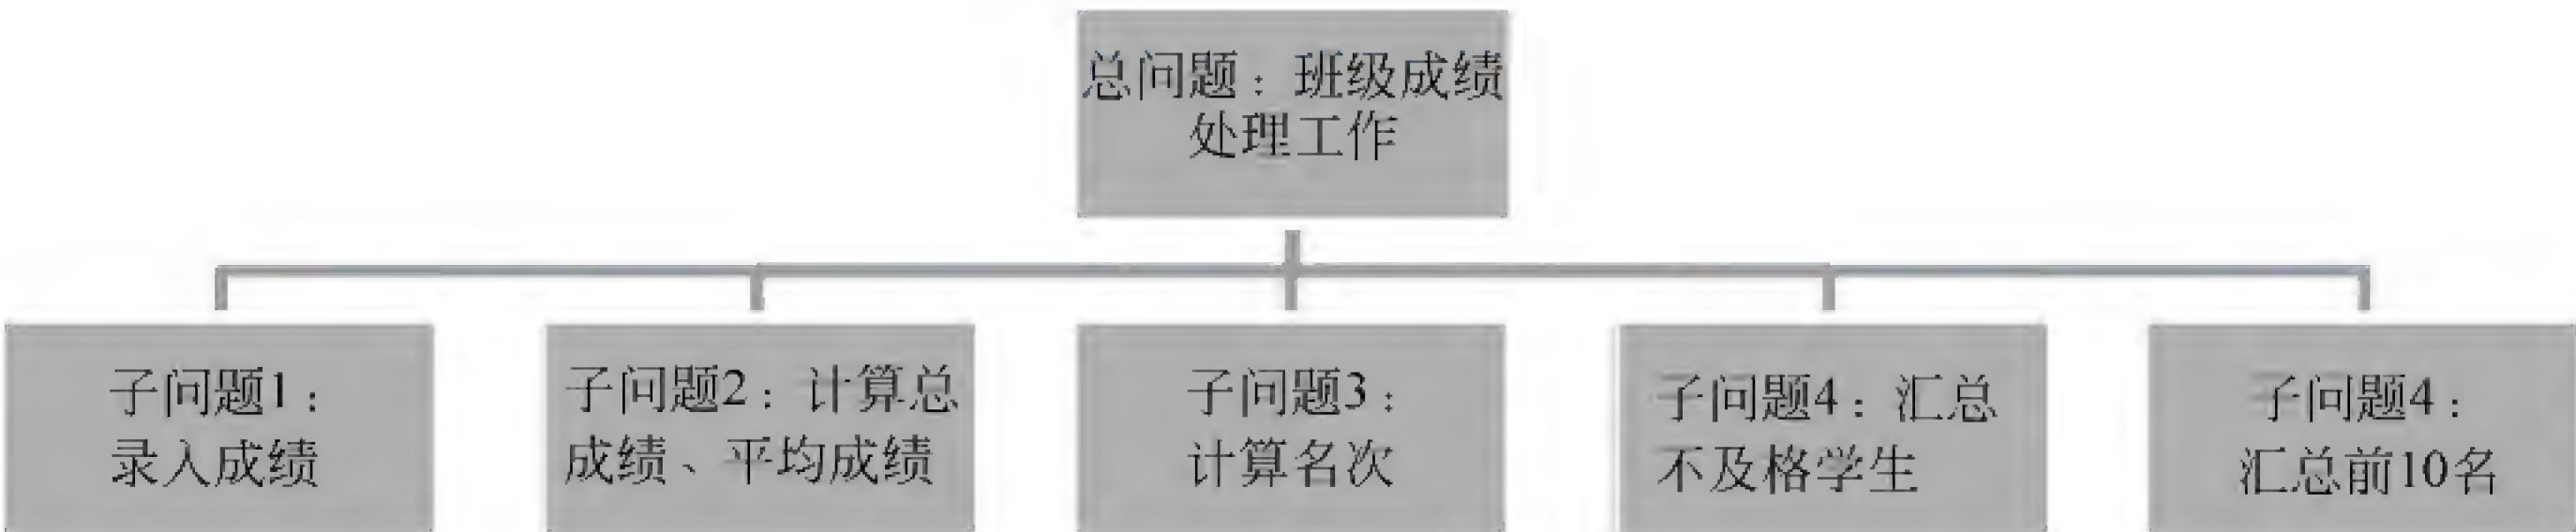 总问题：班级成绩
处理工作
子问题1：
录入成绩
子问题2：计算总
成绩、平均成绩
子问题3：
计算名次
子问题4：汇总
不及格学生
子问题4：
汇总前10名